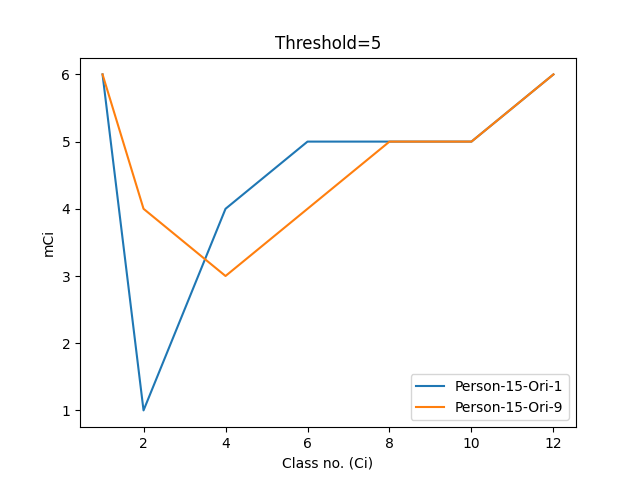 Threshold=5
mCi
6
5
4
3
2
1
2 4 6 8 10 12
Class no. (Ci)
Person-15-Ori-1
Person-15-Ori-9